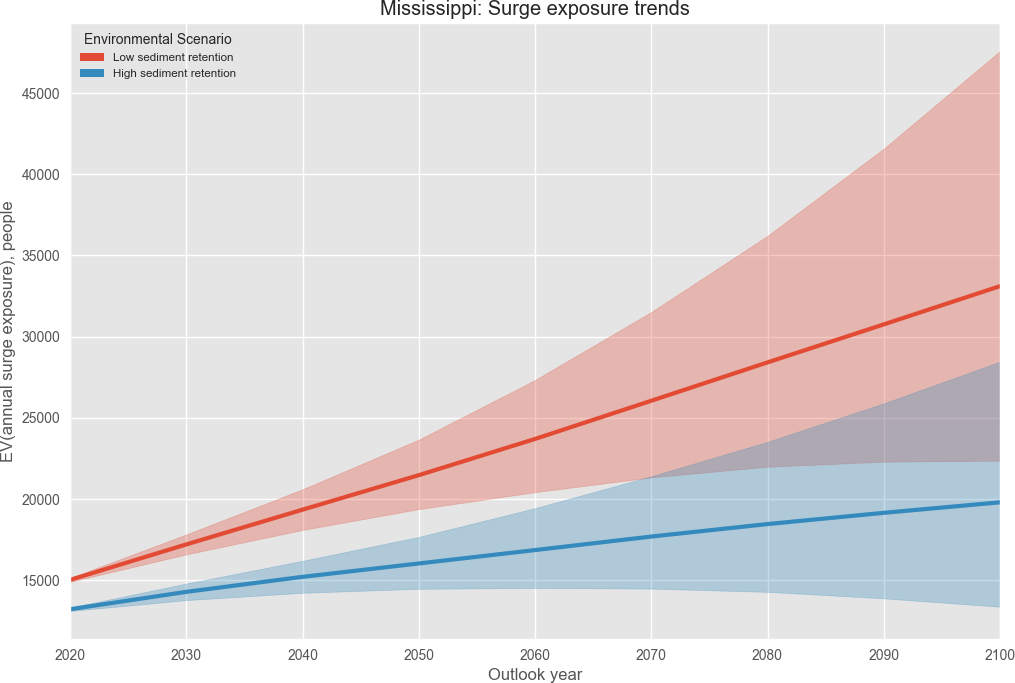 Mississippi: Surge exposure trends
Environmental Scenario
Low sediment retention
High sediment retention
EV(annual surge exposure), people
45000
40000
35000
30000
25000
20000
15000
2020 2030 2040 2050 2060 2070 2080 2090 2100
Outlook year